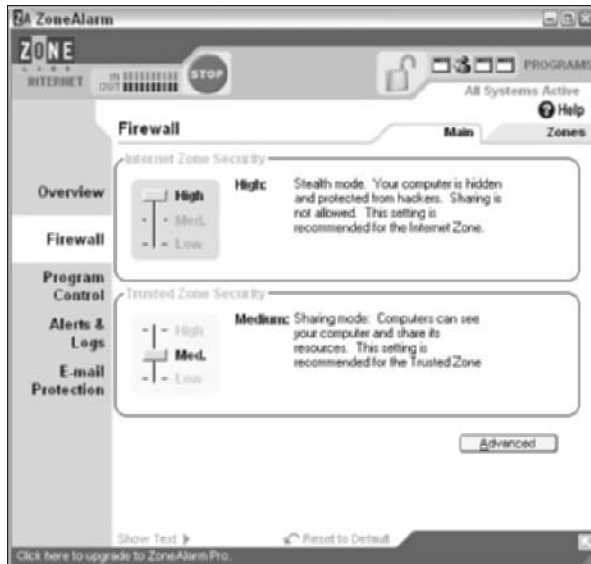 ZA ZoneAlarm
ZONE
LABS
INTERNET
IN
OUT
STOP
PROGRAMS
All Systems Active
? Help
Firewall
Main
Zones
Overview
Firewall
Program
Control
Alerts &
Logs
E-mail
Protection
Internet Zone Security
High
Med.
Low
High: Stealth mode. Your computer is hidden
and protected from hackers. Sharing is
not allowed. This setting is
recommended for the Internet Zone.
Trusted Zone Security
High
Med.
Low
Medium: Sharing mode: Computers can see
your computer and share its
resources. This setting is
recommended for the Trusted Zone
Advanced
Show Text
Reset to Default
Click here to upgrade to ZoneAlarm Pro.